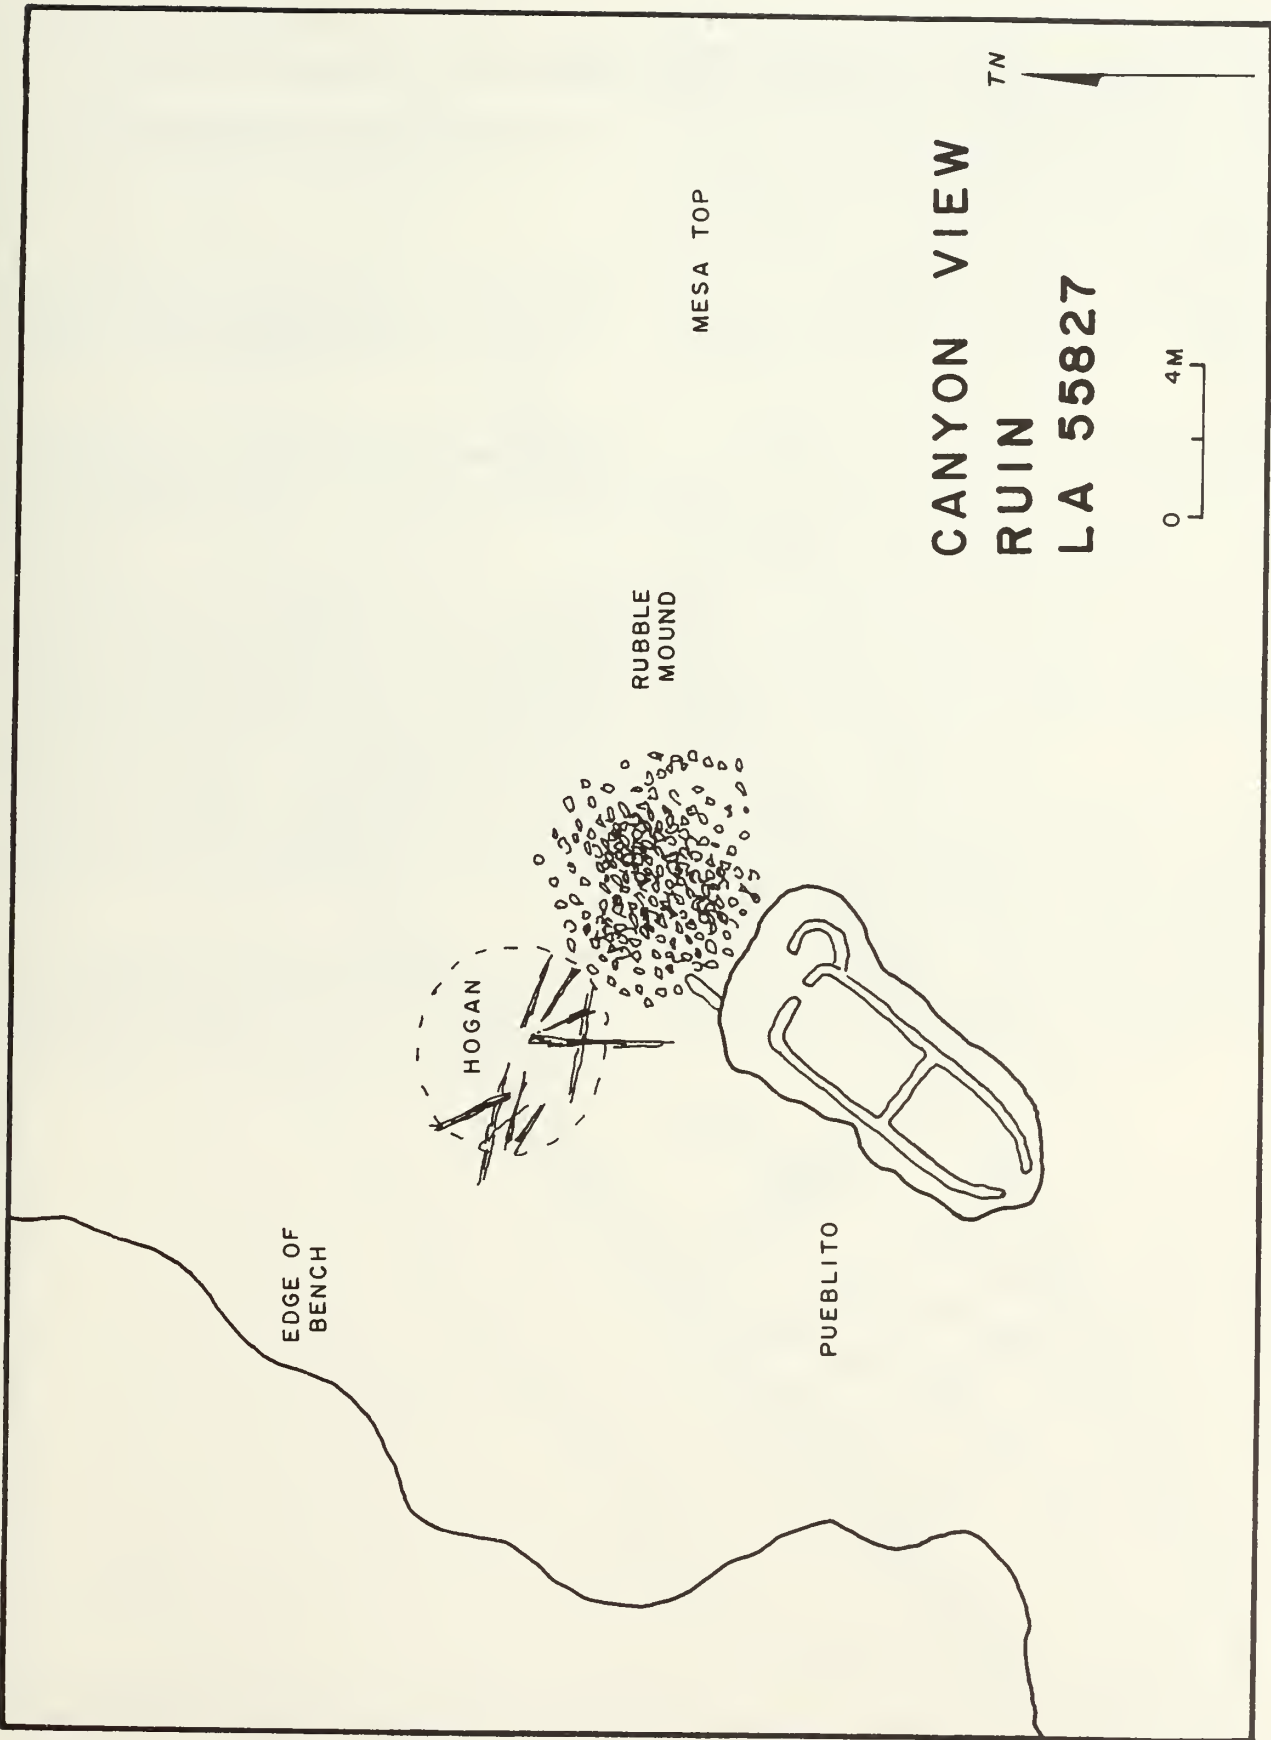 EDGE OF
BENCH
HOGAN
RUBBLE
MOUND
MESA TOP
PUEBLITO
CANYON VIEW
RUIN
LA 55827
0 4M
TN